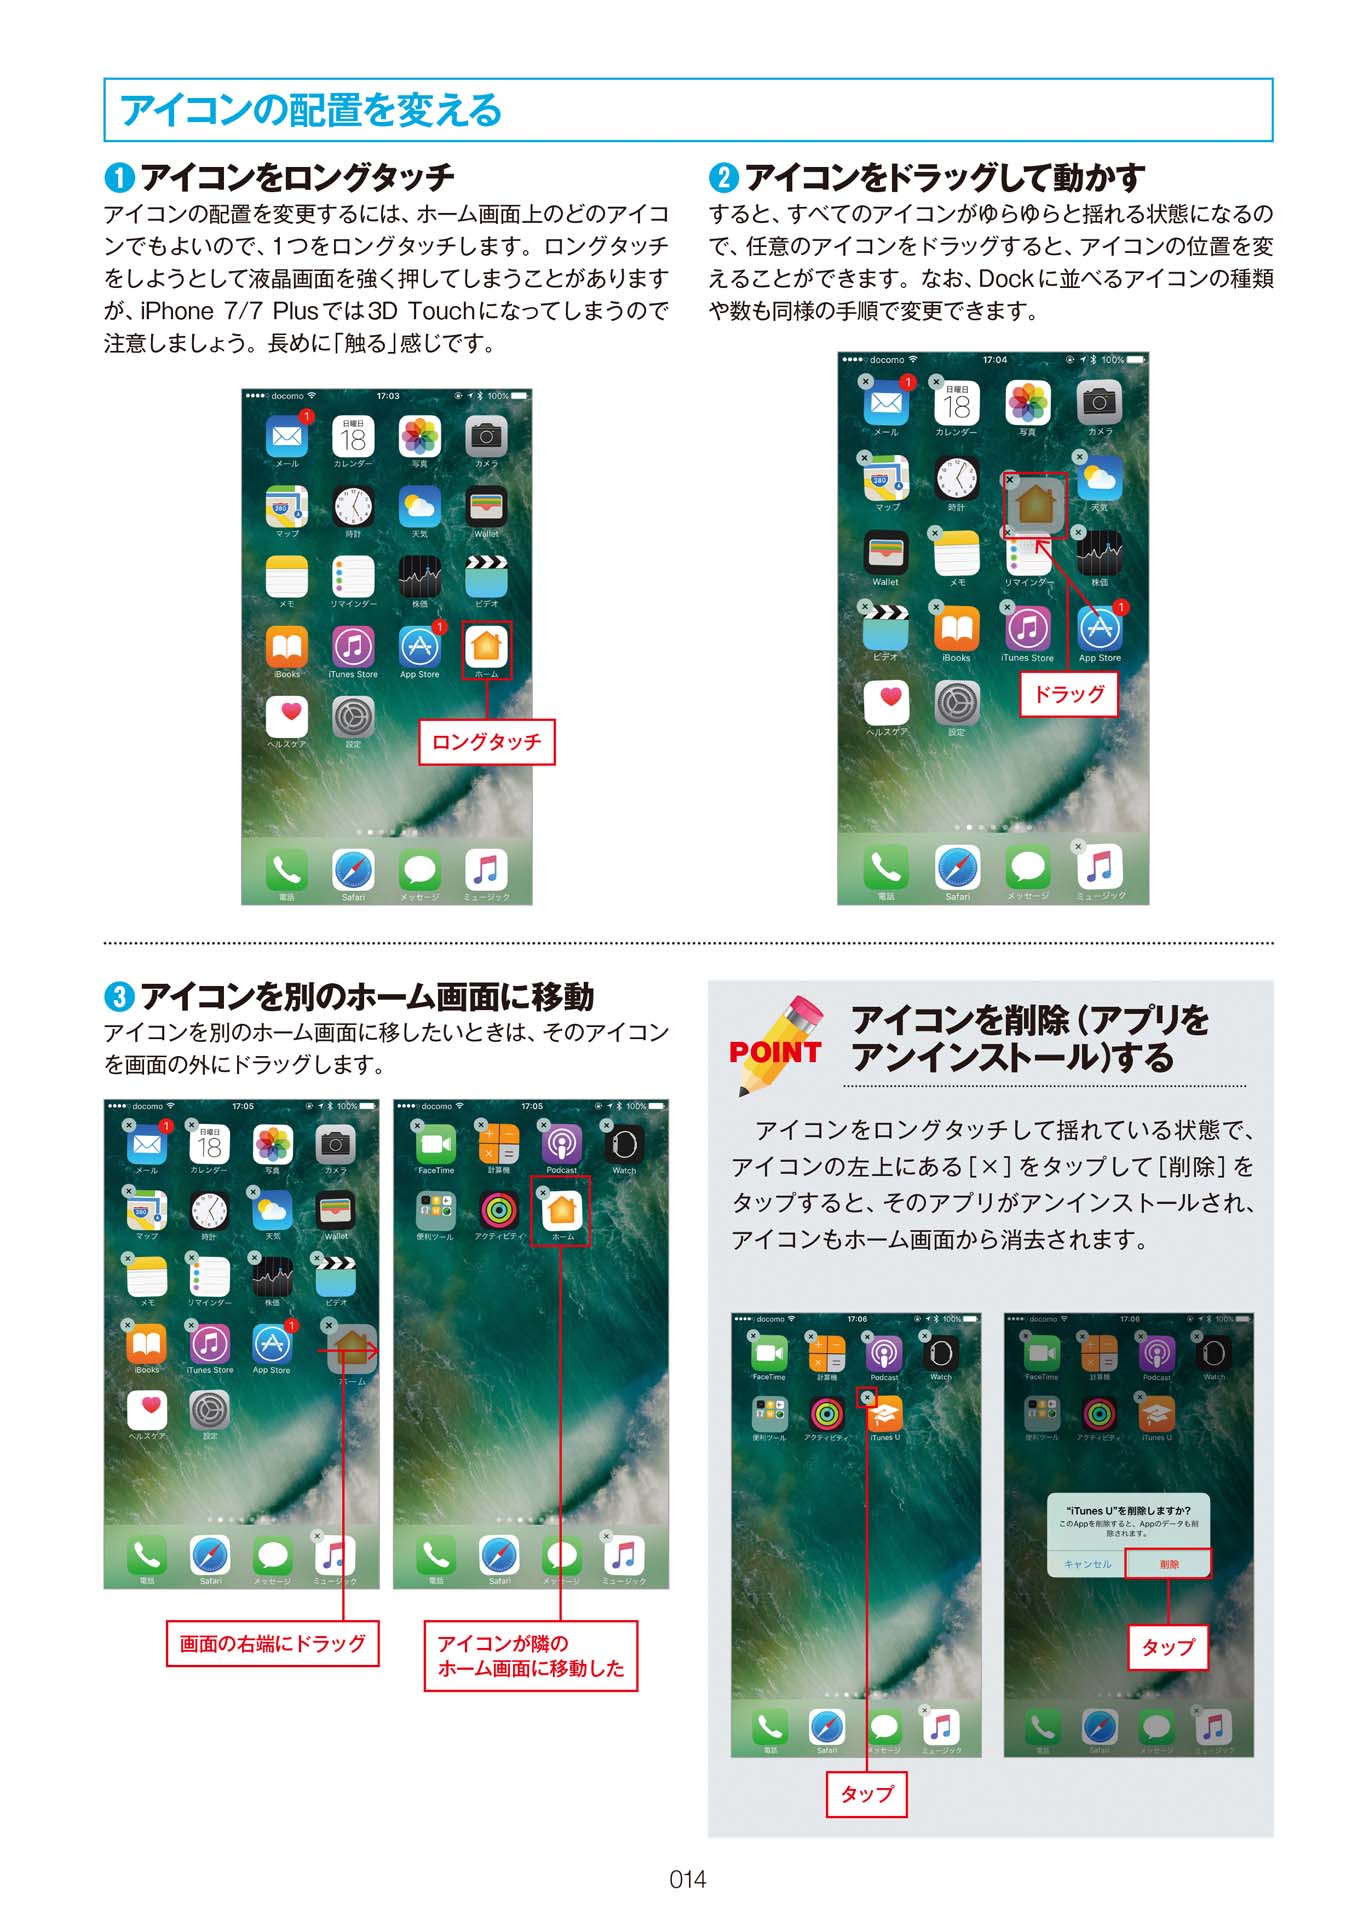 アイコンの配置を変える
❶アイコンをロングタッチ
アイコンの配置を変更するには、ホーム画面上のどのアイコ
ンでもよいので、1つをロングタッチします。ロングタッチ
をしようとして液晶画面を強く押してしまうことがあります
が、iPhone 7/7 Plusでは3D Touchになってしまうので
注意しましょう。長めに「触る」感じです。
docomo 17:03 100%
1
日曜日
18
メール カレンダー 写真 カメラ
280
マップ 時計 天気 Wallet
メモ リマインダー 株価 ビデオ
1
iBooks iTunes Store App Store ホーム
ヘルスケア 設定
ロングタッチ
電話 Safari メッセージ ミュージック
❷アイコンをドラッグして動かす
すると、すべてのアイコンがゆらゆらと揺れる状態になるの
で、任意のアイコンをドラッグすると、アイコンの位置を変
えることができます。なお、Dockに並べるアイコンの種類
や数も同様の手順で変更できます。
docomo 17:04 100%
1
日曜日
18
メール カレンダー 写真 カメラ
280
マップ 時計 天気
Wallet メモ リマインダー 株価
1
ビデオ iBooks iTunes Store App Store
ドラッグ
ヘルスケア 設定
電話 Safari メッセージ ミュージック
❸アイコンを別のホーム画面に移動
アイコンを別のホーム画面に移したいときは、そのアイコン
を画面の外にドラッグします。
docomo 17:05 100%
1
日曜日
18
メール カレンダー 写真 カメラ
280
マップ 時計 天気 Wallet
メモ リマインダー 株価 ビデオ
1
iBooks iTunes Store App Store ホーム
ヘルスケア 設定
電話 Safari メッセージ ミュージック
画面の右端にドラッグ
docomo 17:05 100%
FaceTime 計算機 Podcast Watch
便利ツール アクティビティ ホーム
電話 Safari メッセージ ミュージック
アイコンが隣の
ホーム画面に移動した
POINT
アイコンを削除（アプリを
アンインストール）する
アイコンをロングタッチして揺れている状態で、
アイコンの左上にある［×］をタップして［削除］を
タップすると、そのアプリがアンインストールされ、
アイコンもホーム画面から消去されます。
docomo 17:06 100%
FaceTime 計算機 Podcast Watch
便利ツール アクティビティ iTunes U
電話 Safari メッセージ ミュージック
タップ
docomo 17:06 100%
FaceTime 計算機 Podcast Watch
便利ツール アクティビティ iTunes U
“iTunes U”を削除しますか?
このAppを削除すると、Appのデータも削
除されます。
キャンセル 削除
タップ
電話 Safari メッセージ ミュージック
014